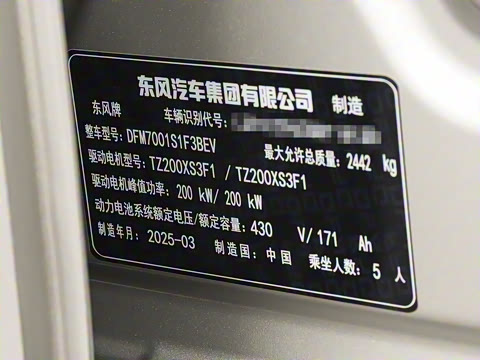 东风汽车集团有限公司 制造
东风牌 车辆识别代号:
整车型号: DFM7001S1F3BEV 最大允许总质量: 2442 kg
驱动电机型号: TZ200XS3F1 / TZ200XS3F1
驱动电机峰值功率: 200 kW/ 200 kW
动力电池系统额定电压/额定容量: 430 V/ 171 Ah
制造年月: 2025-03 制造国: 中国 乘坐人数: 5 人